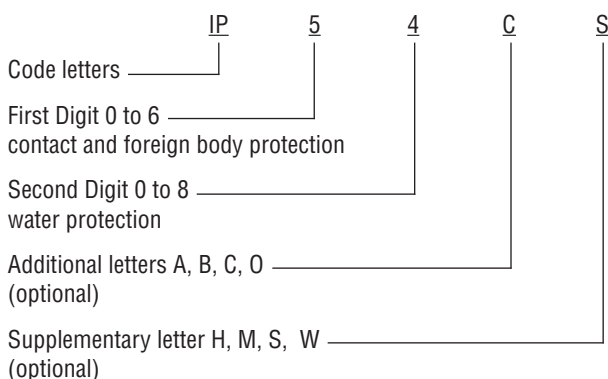 IP 5 4 C S
Code letters
First Digit 0 to 6
contact and foreign body protection
Second Digit 0 to 8
water protection
Additional letters A, B, C, O
(optional)
Supplementary letter H, M, S, W
(optional)